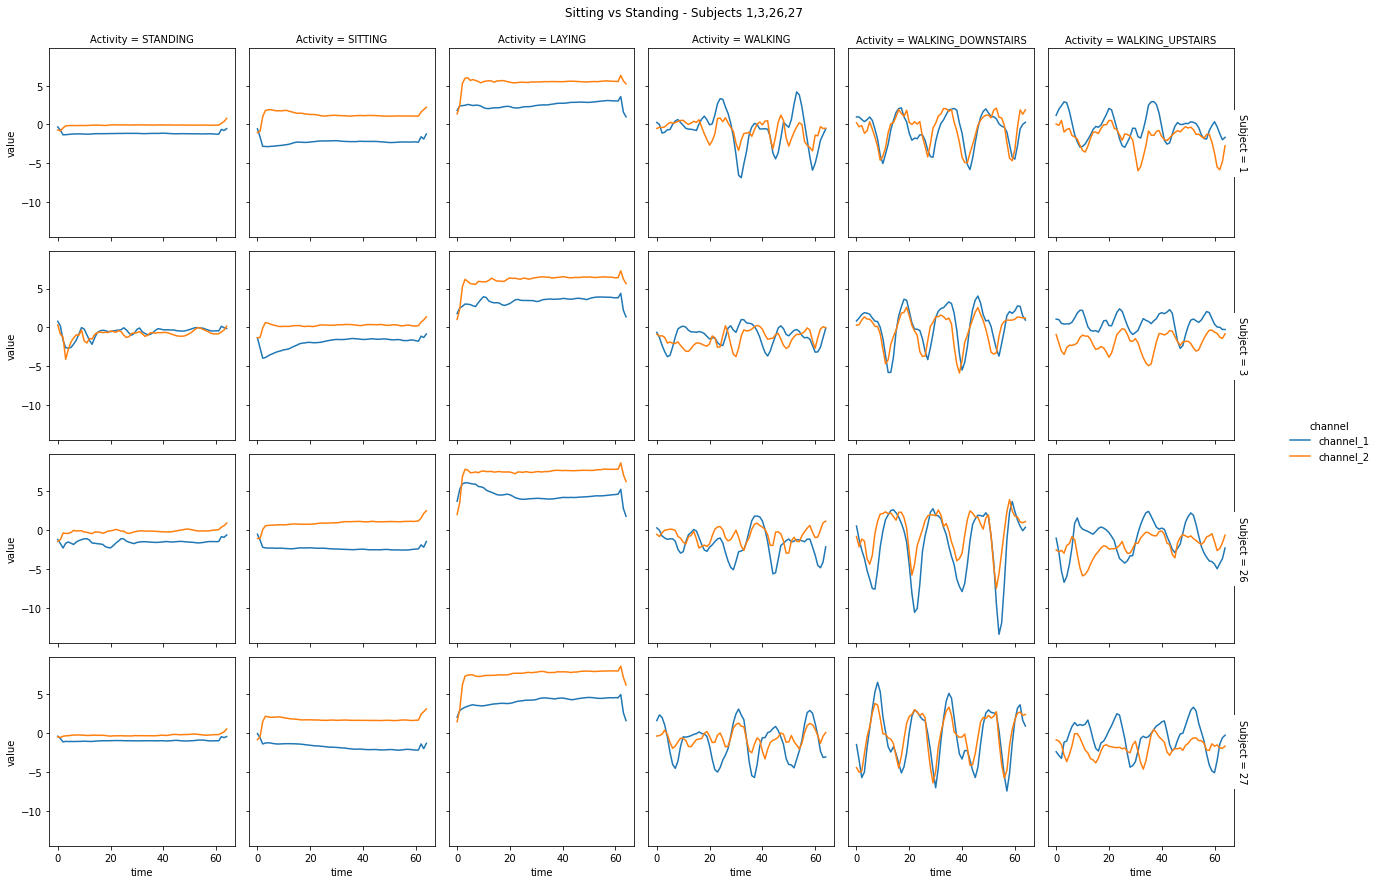 Sitting vs Standing - Subjects 1,3,26,27
Activity = STANDING
Activity = SITTING
Activity = LAYING
Activity = WALKING
Activity = WALKING_DOWNSTAIRS
Activity = WALKING_UPSTAIRS
5
0
−5
−10
value
Subject = 1
5
0
−5
−10
value
Subject = 3
channel
channel_1
channel_2
5
0
−5
−10
value
Subject = 26
5
0
−5
−10
value
Subject = 27
0 20 40 60
0 20 40 60
0 20 40 60
0 20 40 60
0 20 40 60
0 20 40 60
time
time
time
time
time
time